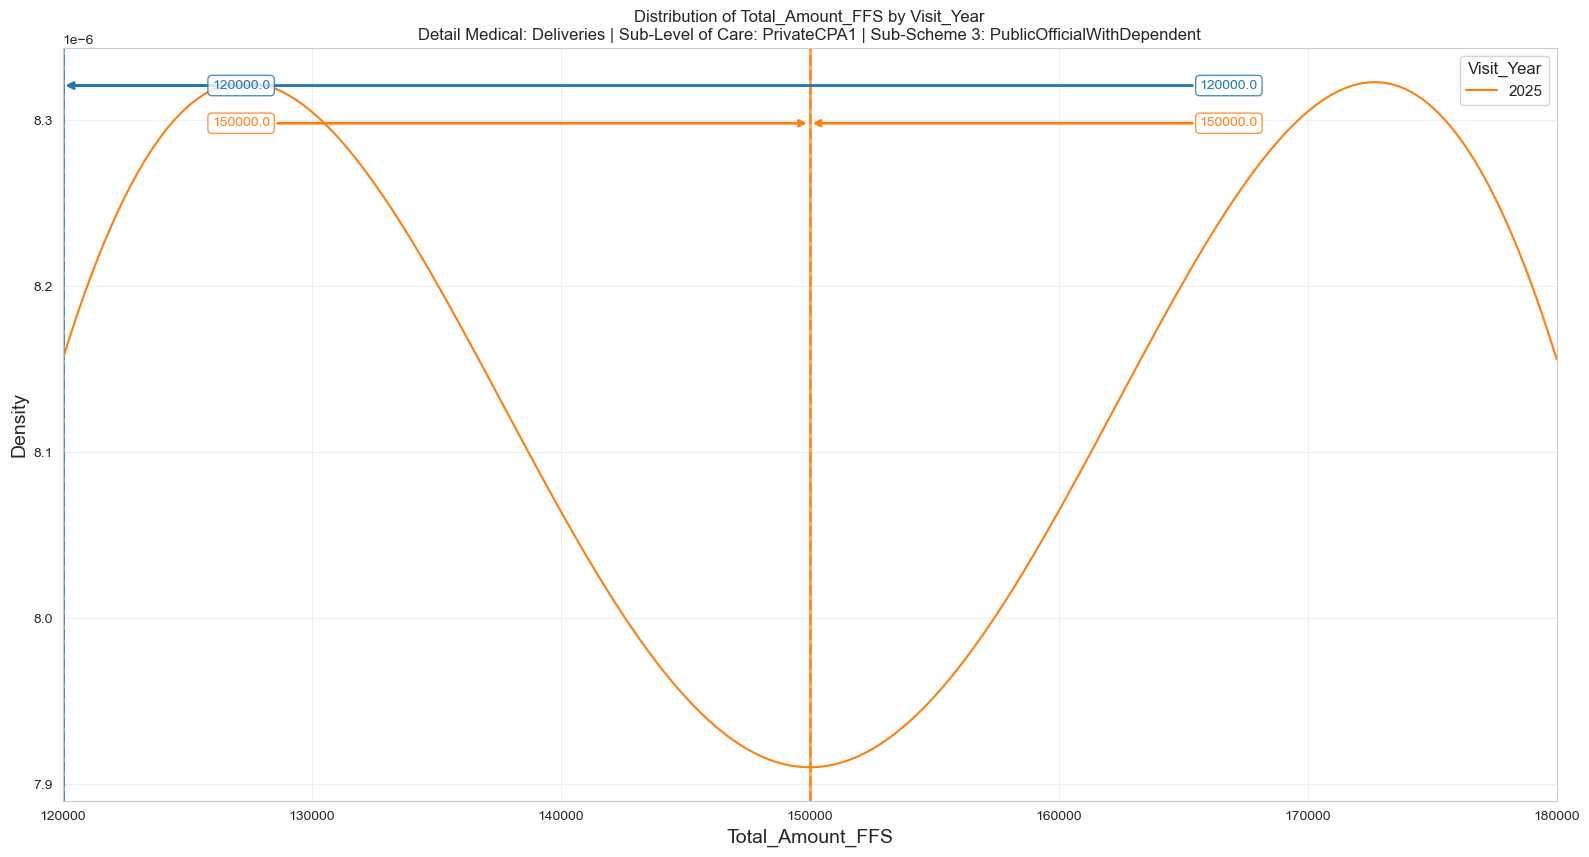 Distribution of Total_Amount_FFS by Visit_Year
Detail Medical: Deliveries | Sub-Level of Care: PrivateCPA1 | Sub-Scheme 3: PublicOfficialWithDependent
1e−6
Visit_Year
2025
120000.0
120000.0
150000.0
150000.0
8.3
8.2
8.1
8.0
7.9
Density
120000
130000
140000
150000
160000
170000
180000
Total_Amount_FFS